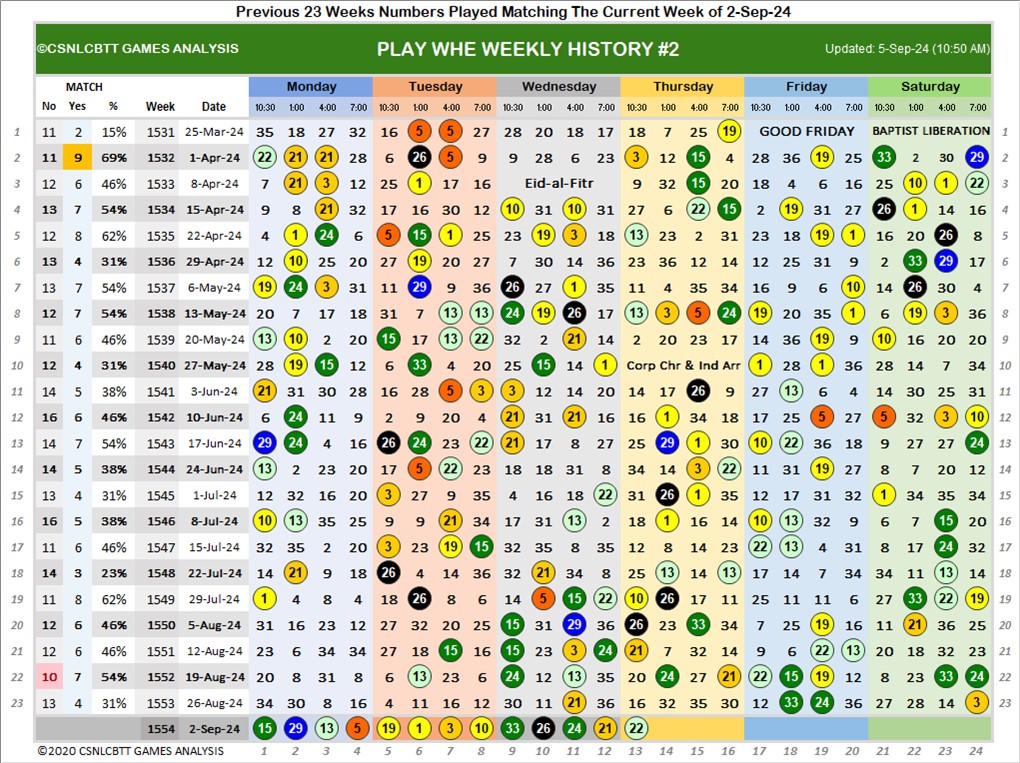 Previous 23 Weeks Numbers Played Matching The Current Week of 2-Sep-24
©CSNLCBTT GAMES ANALYSIS PLAY WHE WEEKLY HISTORY #2 Updated: 5-Sep-24 (10:50 AM)
MATCH Monday Tuesday Wednesday Thursday Friday Saturday
No Yes % Week Date 10:30 1:00 4:00 7:00 10:30 1:00 4:00 7:00 10:30 1:00 4:00 7:00 10:30 1:00 4:00 7:00 10:30 1:00 4:00 7:00 10:30 1:00 4:00 7:00
1 11 2 15% 1531 25-Mar-24 35 18 27 32 16 5 5 27 28 20 18 17 18 7 25 19 GOOD FRIDAY BAPTIST LIBERATION 1
2 11 9 69% 1532 1-Apr-24 22 21 21 28 6 26 5 9 9 28 6 23 3 12 15 4 28 36 19 25 33 2 30 29 2
3 12 6 46% 1533 8-Apr-24 7 21 3 12 25 1 17 16 Eid-al-Fitr 9 32 15 20 18 4 6 16 25 10 1 22 3
4 13 7 54% 1534 15-Apr-24 9 8 21 32 17 16 30 12 10 31 10 31 27 6 22 15 2 19 31 27 26 1 14 16 4
5 12 8 62% 1535 22-Apr-24 4 1 24 6 5 15 1 25 23 19 3 18 13 23 2 31 23 18 19 1 16 20 26 8 5
6 13 4 31% 1536 29-Apr-24 12 10 25 20 27 19 20 27 7 30 14 36 23 36 12 14 12 25 31 9 2 33 29 17 6
7 13 7 54% 1537 6-May-24 19 24 3 31 11 29 9 36 26 27 1 35 11 4 35 34 16 9 6 10 14 26 30 4 7
8 12 7 54% 1538 13-May-24 20 7 17 18 31 7 13 13 24 19 26 17 13 3 5 24 19 20 35 1 6 19 3 36 8
9 11 6 46% 1539 20-May-24 13 10 2 20 15 17 13 22 32 2 21 14 2 20 23 17 14 36 19 9 10 16 20 20 9
10 12 4 31% 1540 27-May-24 28 19 15 12 6 33 4 20 25 15 14 1 Corp Chr & Ind Arr 1 28 1 36 28 14 7 34 10
11 14 5 38% 1541 3-Jun-24 21 31 30 28 16 28 5 3 3 12 14 20 14 17 26 9 27 13 6 4 14 30 25 31 11
12 16 6 46% 1542 10-Jun-24 6 24 11 9 2 9 20 4 21 31 21 16 16 1 34 18 17 25 5 27 5 32 3 10 12
13 14 7 54% 1543 17-Jun-24 29 24 4 16 26 24 23 22 21 17 8 27 25 29 1 30 10 22 36 18 9 27 27 24 13
14 14 5 38% 1544 24-Jun-24 13 2 23 20 17 5 22 23 18 18 31 8 34 14 3 22 11 31 19 27 8 7 20 12 14
15 13 4 31% 1545 1-Jul-24 12 32 16 20 3 27 9 35 4 16 18 22 31 26 1 35 12 17 31 32 1 34 35 34 15
16 16 5 38% 1546 8-Jul-24 10 13 35 25 9 9 21 34 17 31 13 2 18 1 16 14 10 13 32 9 6 7 15 20 16
17 11 6 46% 1547 15-Jul-24 32 35 2 20 3 23 19 15 32 35 8 35 12 8 14 23 22 13 4 31 8 17 24 32 17
18 14 3 23% 1548 22-Jul-24 14 21 9 18 26 4 14 36 32 21 34 8 25 13 14 13 17 14 7 34 34 11 13 14 18
19 11 8 62% 1549 29-Jul-24 1 4 8 4 18 26 8 6 14 5 15 22 10 26 17 11 25 11 11 6 27 33 22 19 19
20 12 6 46% 1550 5-Aug-24 31 16 23 12 27 32 20 25 15 31 29 36 26 23 33 34 7 25 19 16 11 21 36 25 20
21 12 6 46% 1551 12-Aug-24 23 6 34 34 27 18 15 16 15 11 3 24 21 7 32 14 9 6 22 13 20 18 32 23 21
22 10 7 54% 1552 19-Aug-24 20 8 31 8 6 13 23 6 24 12 13 35 20 24 27 21 22 15 19 12 8 23 33 24 22
23 13 4 31% 1553 26-Aug-24 34 30 8 16 4 11 16 12 30 11 21 36 16 32 35 30 12 33 24 36 27 28 14 3 23
1554 2-Sep-24 15 29 13 5 19 1 3 10 33 26 24 21 22
©2020 CSNLCBTT GAMES ANALYSIS 1 2 3 4 5 6 7 8 9 10 11 12 13 14 15 16 17 18 19 20 21 22 23 24